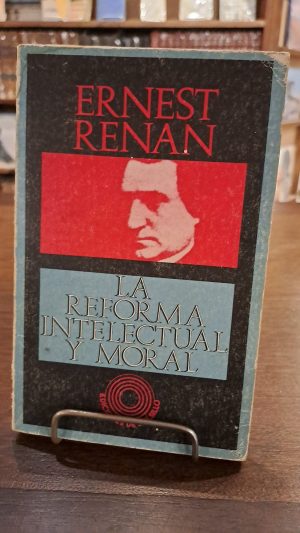 ERNEST
RENAN
LA
REFORMA
INTELECTUAL
Y MORAL